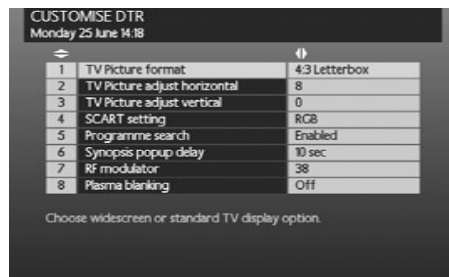 CUSTOMISE DTR
Monday 25 June 14:18
1 TV Picture format 4:3 Letterbox
2 TV Picture adjust horizontal 8
3 TV Picture adjust vertical 0
4 SCART setting RGB
5 Programme search Enabled
6 Synopsis popup delay 10 sec
7 RF modulator 38
8 Plasma blanking Off
Choose widescreen or standard TV display option.